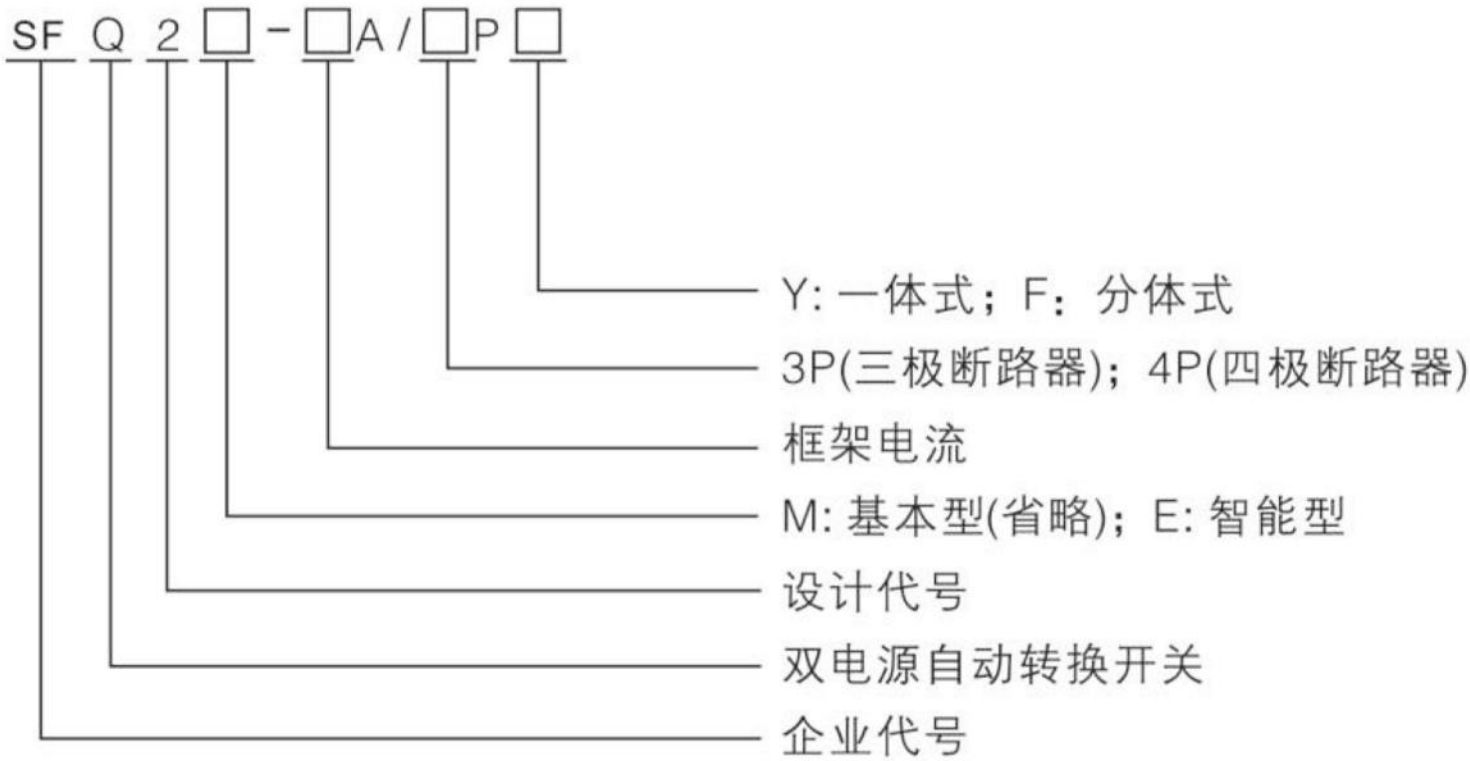 SF Q 2 □ - □A / □P □
Y: 一体式；F：分体式
3P(三极断路器)；4P(四极断路器)
框架电流
M: 基本型(省略)；E: 智能型
设计代号
双电源自动转换开关
企业代号